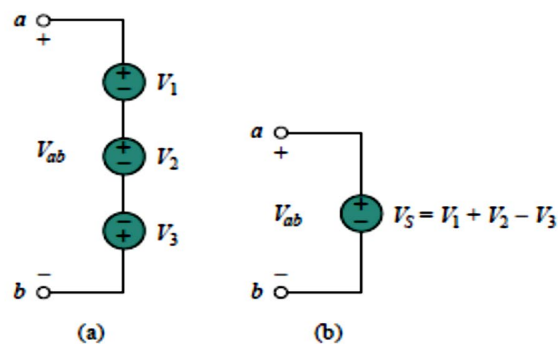 a
+
+
−
V1
Vab
+
−
V2
−
+
V3
−
b
(a)
a
+
Vab
+
−
VS = V1 + V2 − V3
−
b
(b)